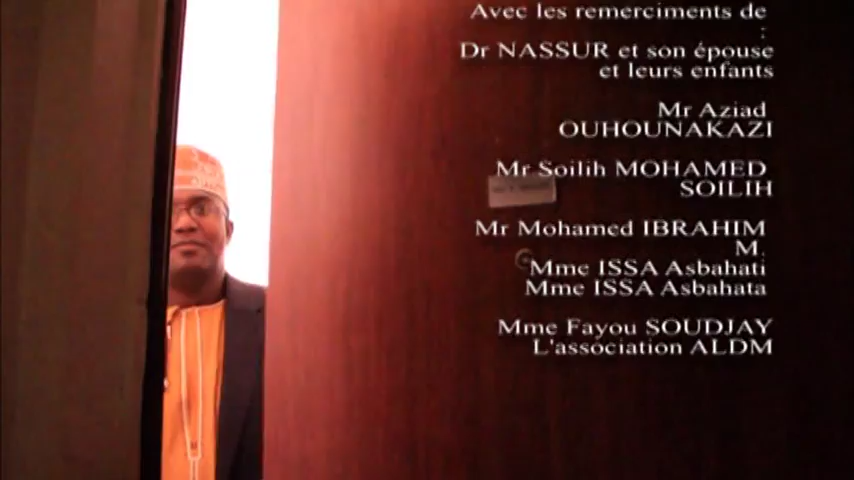 Avec les remerciments de
:
Dr NASSUR et son épouse
et leurs enfants
Mr Aziad
OUHOUNAKAZI
Mr Soilih MOHAMED
SOILIH
Mr Mohamed IBRAHIM
M.
Mme ISSA Asbahati
Mme ISSA Asbahata
Mme Fayou SOUDJAY
L'association ALDM